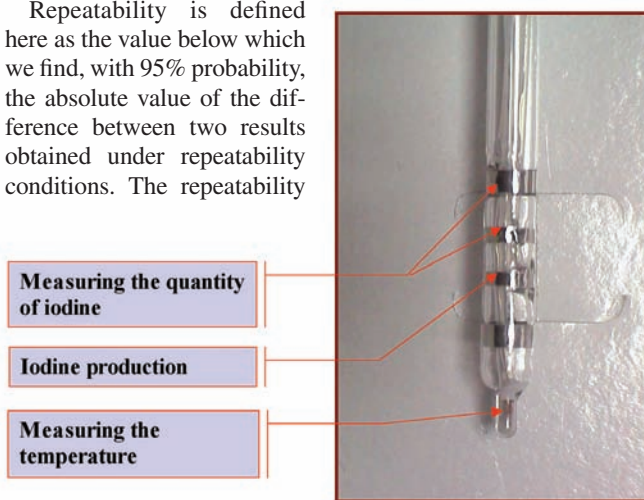 Repeatability is defined
here as the value below which
we find, with 95% probability,
the absolute value of the dif-
ference between two results
obtained under repeatability
conditions. The repeatability
Measuring the quantity
of iodine
Iodine production
Measuring the
temperature